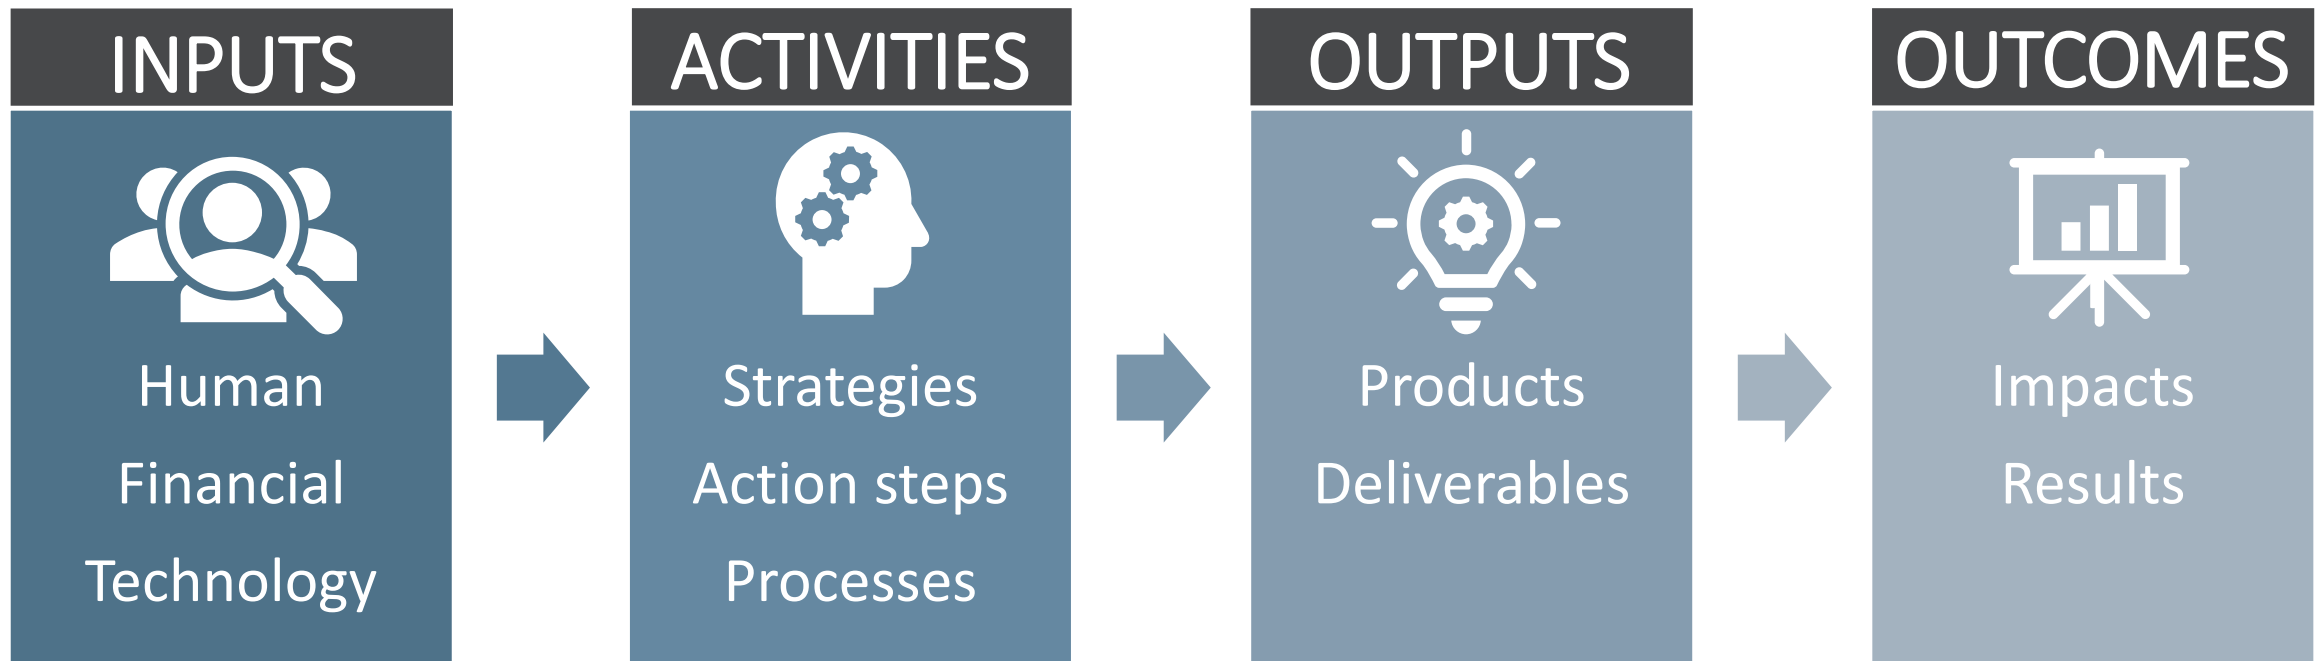 INPUTS
Human
Financial
Technology
ACTIVITIES
Strategies
Action steps
Processes
OUTPUTS
Products
Deliverables
OUTCOMES
Impacts
Results